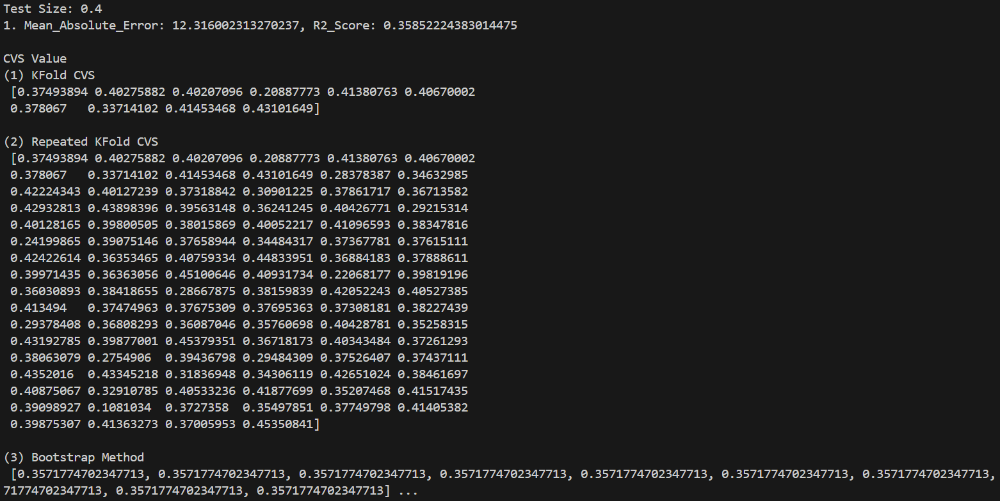 Test Size: 0.4
1. Mean_Absolute_Error: 12.316002313270237, R2_Score: 0.35852224383014475
CVS Value
(1) KFold CVS
[0.37493894 0.40275882 0.40207096 0.20887773 0.41380763 0.40670002
0.378067   0.33714102 0.41453468 0.43101649]
(2) Repeated KFold CVS
[0.37493894 0.40275882 0.40207096 0.20887773 0.41380763 0.40670002
0.378067   0.33714102 0.41453468 0.43101649 0.28378387 0.34632985
0.42224343 0.40127239 0.37318842 0.30901225 0.37861717 0.36713582
0.42932813 0.43898396 0.39563148 0.36241245 0.40426771 0.29215314
0.40128165 0.39800505 0.38015869 0.40052217 0.41096593 0.38347816
0.24199865 0.39075146 0.37658944 0.34484317 0.37367781 0.37615111
0.42422614 0.36353465 0.40759334 0.44833951 0.36884183 0.37888611
0.39971435 0.36363056 0.45100646 0.40931734 0.22068177 0.39819196
0.36030893 0.38418655 0.28667875 0.38159839 0.42052243 0.40527385
0.413494   0.37474963 0.37675309 0.37695363 0.37308181 0.38227439
0.29378408 0.36808293 0.36087046 0.35760698 0.40428781 0.35258315
0.43192785 0.39877001 0.45379351 0.36718173 0.40343484 0.37261293
0.38063079 0.2754906  0.39436798 0.29484309 0.37526407 0.37437111
0.4352016  0.43345218 0.31836948 0.34306119 0.42651024 0.38461697
0.40875067 0.32910785 0.40533236 0.41877699 0.35207468 0.41517435
0.39098927 0.1081034  0.3727358  0.35497851 0.37749798 0.41405382
0.39875307 0.41363273 0.37005953 0.45350841]
(3) Bootstrap Method
[0.3571774702347713, 0.3571774702347713, 0.3571774702347713, 0.3571774702347713, 0.3571774702347713, 0.3571774702347713, 0.3571774702347713,
71774702347713, 0.3571774702347713, 0.3571774702347713] ...